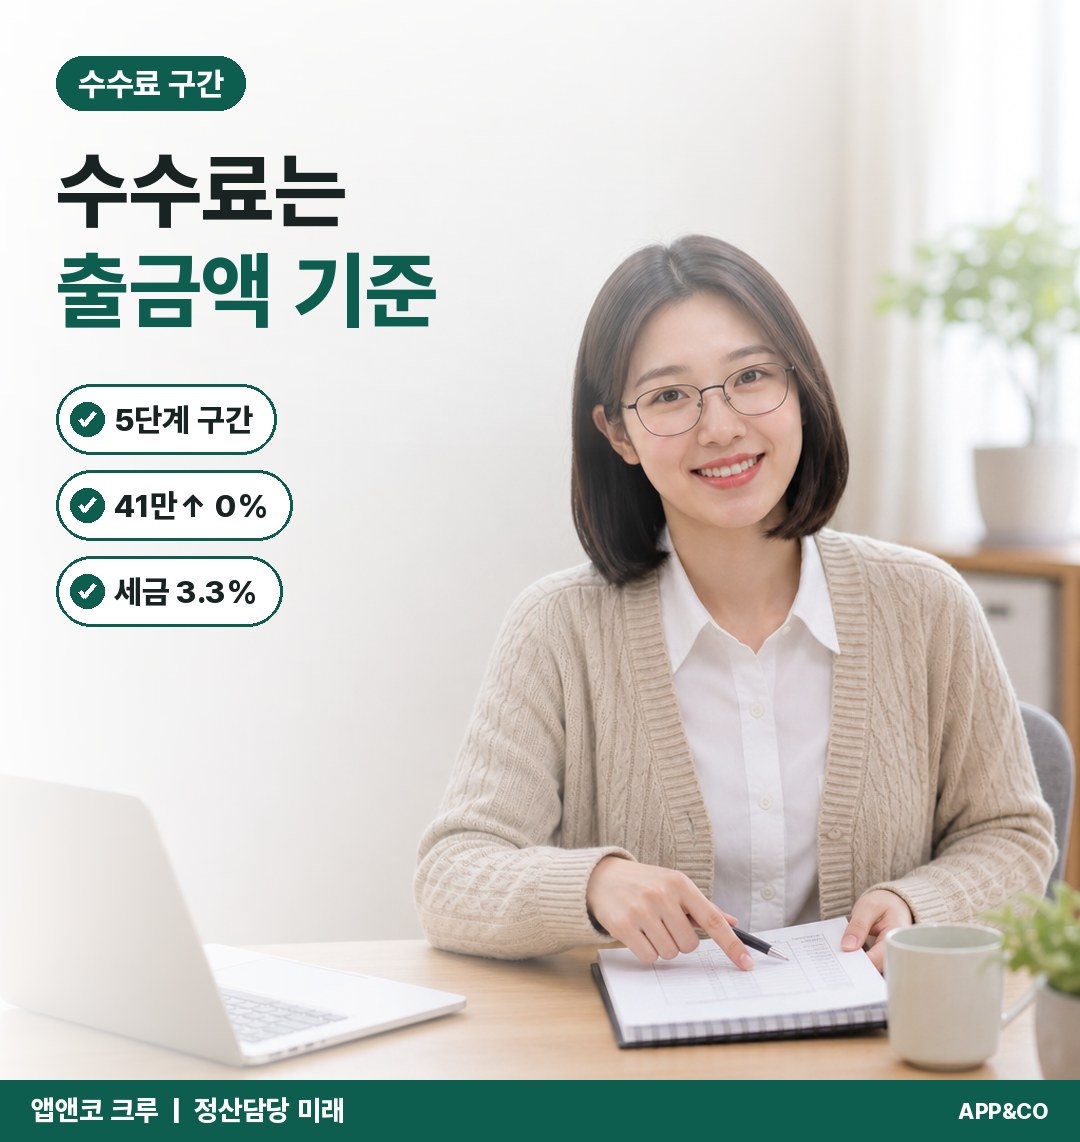 수수료 구간
수수료는
출금액 기준
5단계 구간
41만↑ 0%
세금 3.3%
앱앤코 크루 | 정산담당 미래
APP&CO